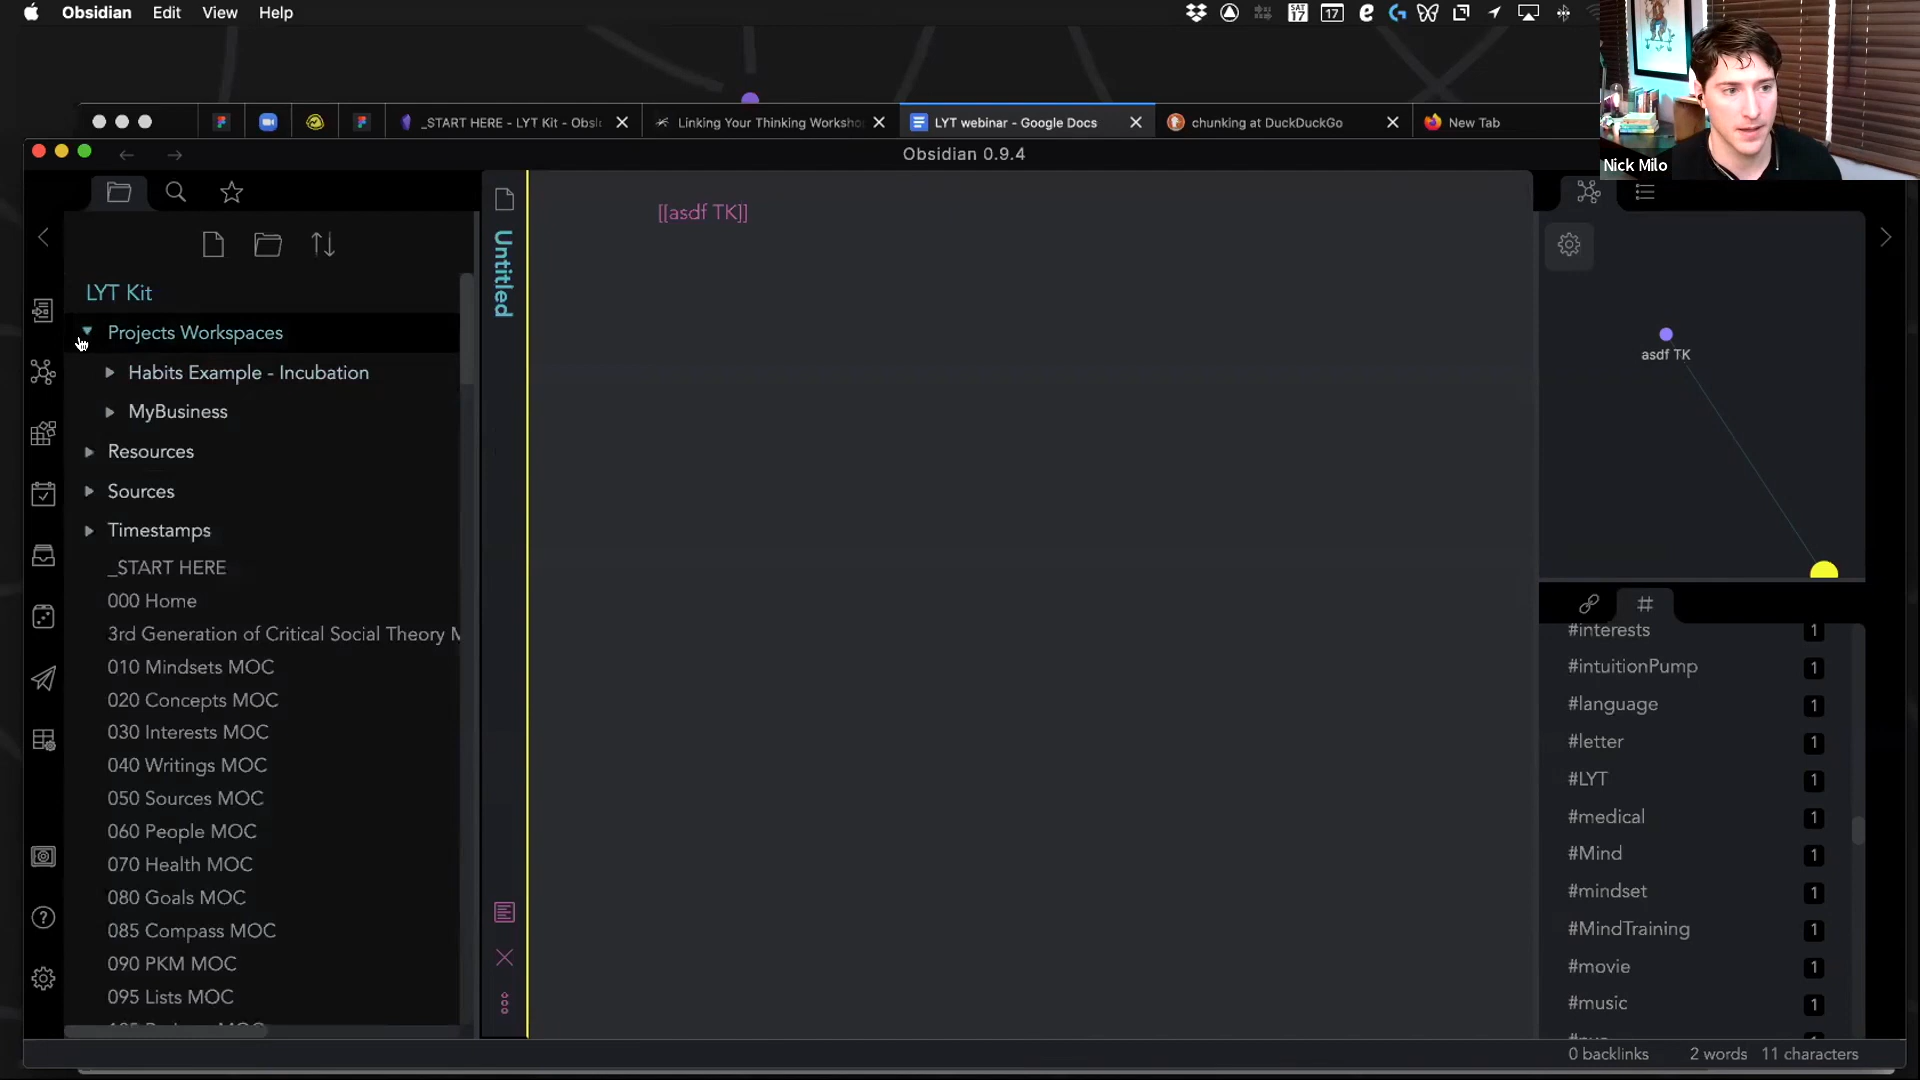 Obsidian Edit View Help
SAT 17 17
Nick Milo
_START HERE - LYT Kit - Obsi
Linking Your Thinking Worksho
LYT webinar - Google Docs
chunking at DuckDuckGo
New Tab
Obsidian 0.9.4
LYT Kit
Projects Workspaces
Habits Example - Incubation
MyBusiness
Resources
Sources
Timestamps
_START HERE
000 Home
3rd Generation of Critical Social Theory M
010 Mindsets MOC
020 Concepts MOC
030 Interests MOC
040 Writings MOC
050 Sources MOC
060 People MOC
070 Health MOC
080 Goals MOC
085 Compass MOC
090 PKM MOC
095 Lists MOC
Untitled
[[asdf TK]]
asdf TK
#interests 1
#intuitionPump 1
#language 1
#letter 1
#LYT 1
#medical 1
#Mind 1
#mindset 1
#MindTraining 1
#movie 1
#music 1
0 backlinks 2 words 11 characters